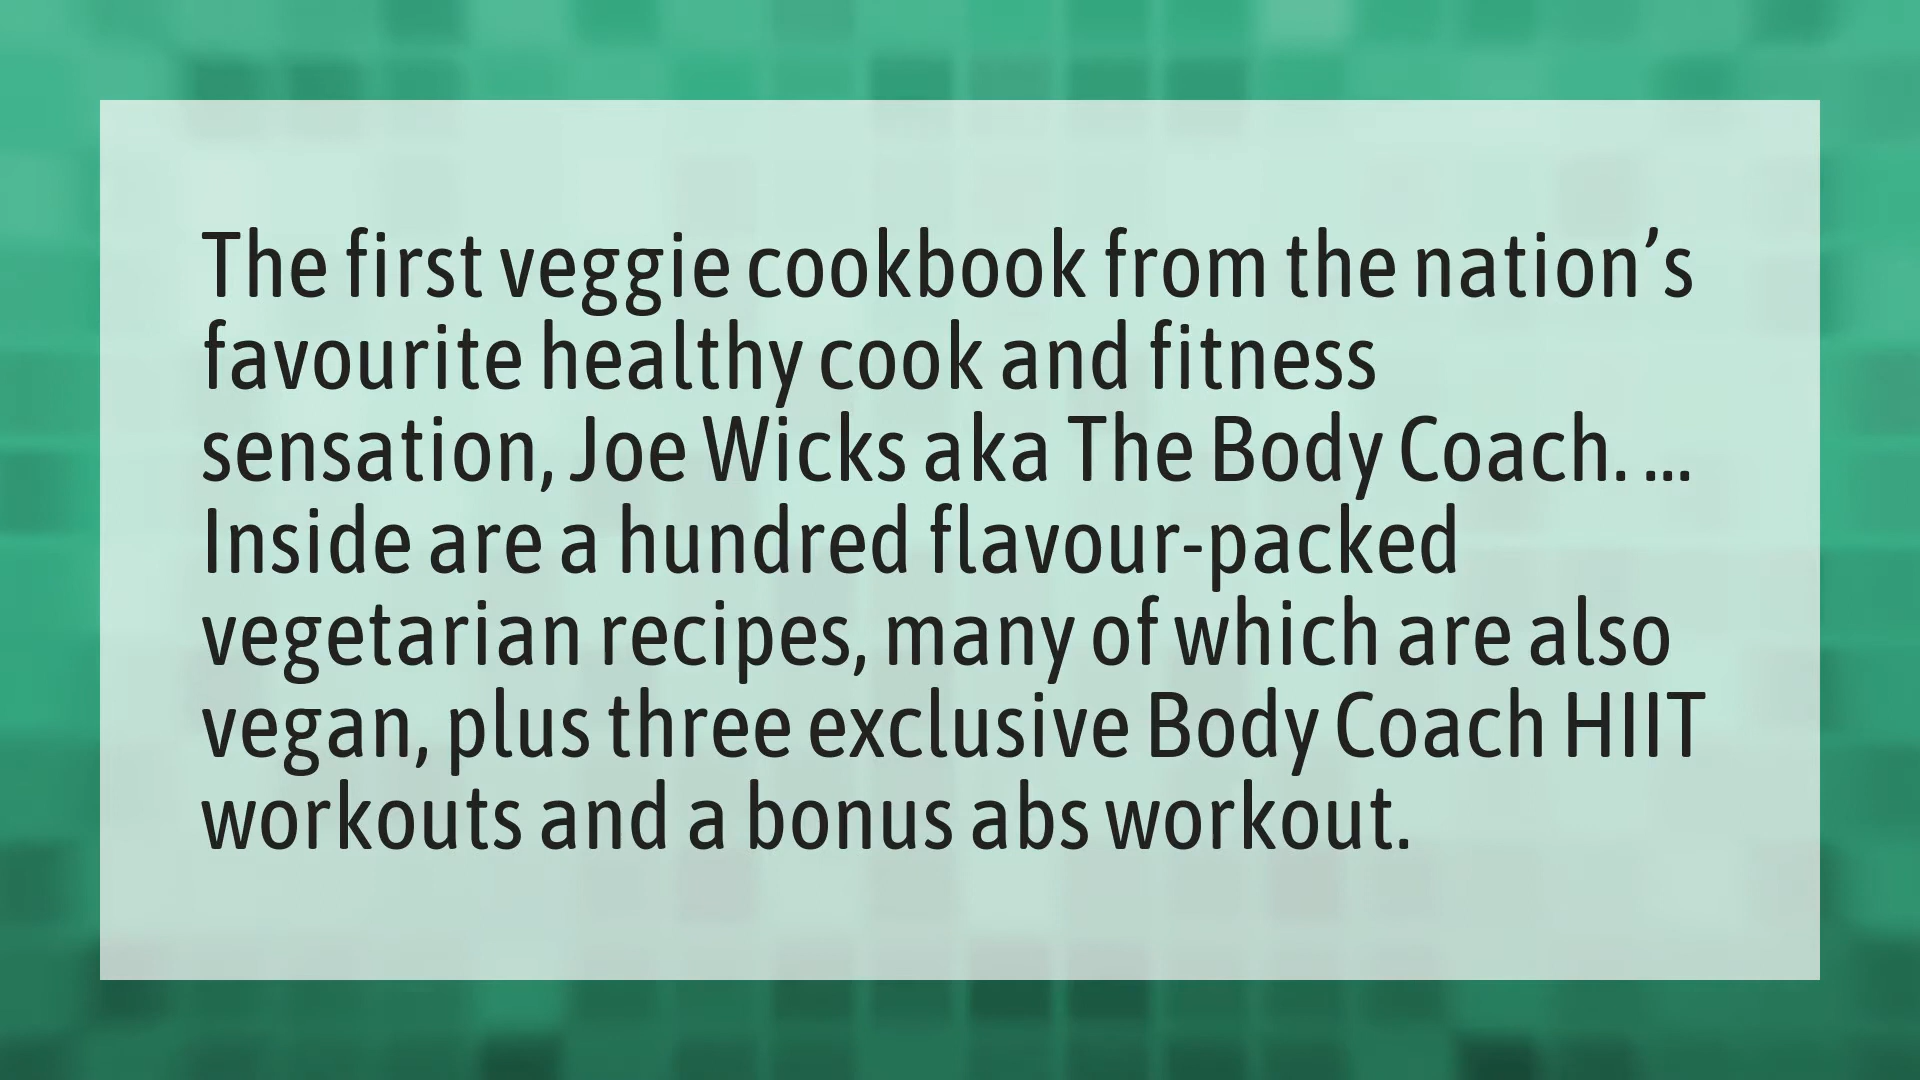 The first veggie cookbook from the nation’s
favourite healthy cook and fitness
sensation, Joe Wicks aka The Body Coach. ...
Inside are a hundred flavour-packed
vegetarian recipes, many of which are also
vegan, plus three exclusive Body Coach HIIT
workouts and a bonus abs workout.